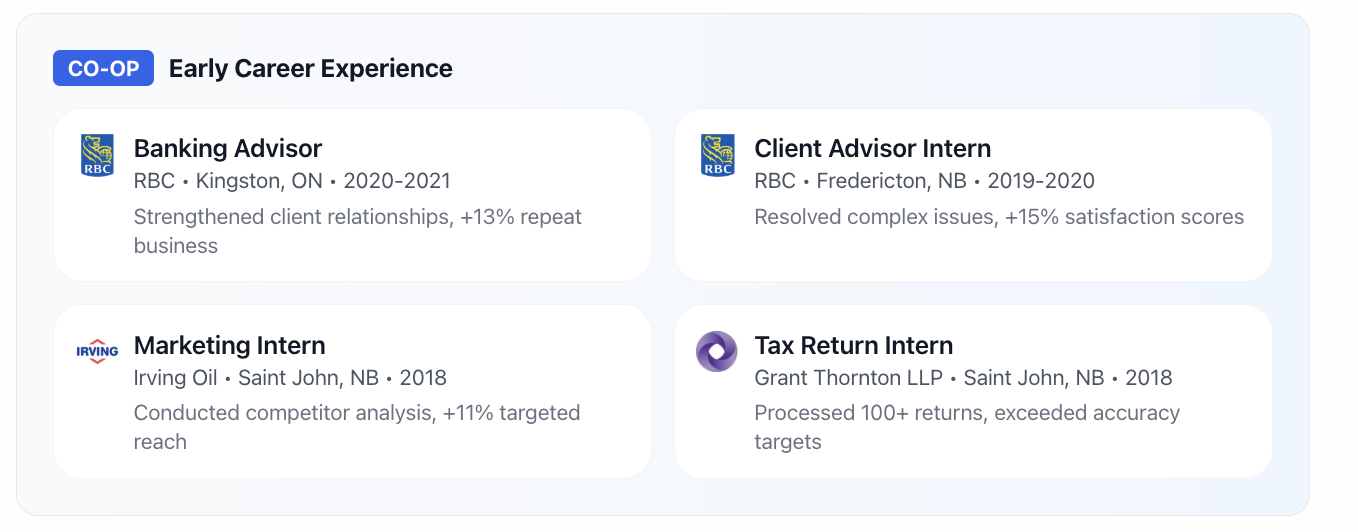 CO-OP Early Career Experience
RBC
Banking Advisor
RBC • Kingston, ON • 2020-2021
Strengthened client relationships, +13% repeat
business
RBC
Client Advisor Intern
RBC • Fredericton, NB • 2019-2020
Resolved complex issues, +15% satisfaction scores
IRVING
Marketing Intern
Irving Oil • Saint John, NB • 2018
Conducted competitor analysis, +11% targeted
reach
Tax Return Intern
Grant Thornton LLP • Saint John, NB • 2018
Processed 100+ returns, exceeded accuracy
targets